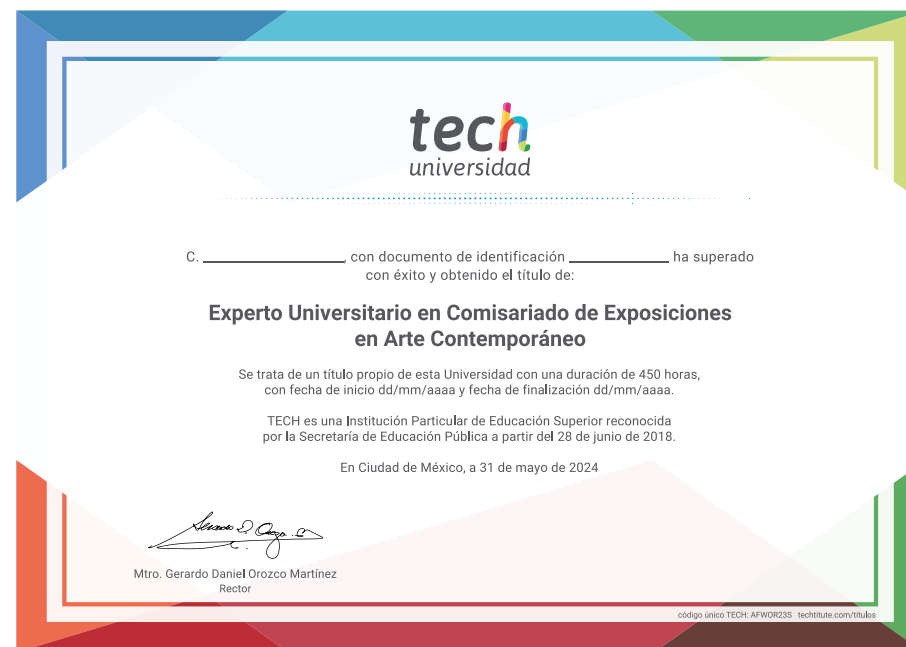 tech
universidad
C. ____________, con documento de identificación ____________ ha superado
con éxito y obtenido el título de:
Experto Universitario en Comisariado de Exposiciones
en Arte Contemporáneo
Se trata de un título propio de esta Universidad con una duración de 450 horas,
con fecha de inicio dd/mm/aaaa y fecha de finalización dd/mm/aaaa.
TECH es una Institución Particular de Educación Superior reconocida
por la Secretaría de Educación Pública a partir del 28 de junio de 2018.
En Ciudad de México, a 31 de mayo de 2024
Mtro. Gerardo Daniel Orozco Martínez
Rector
código único TECH: AFWOR23S techtitute.com/titulos